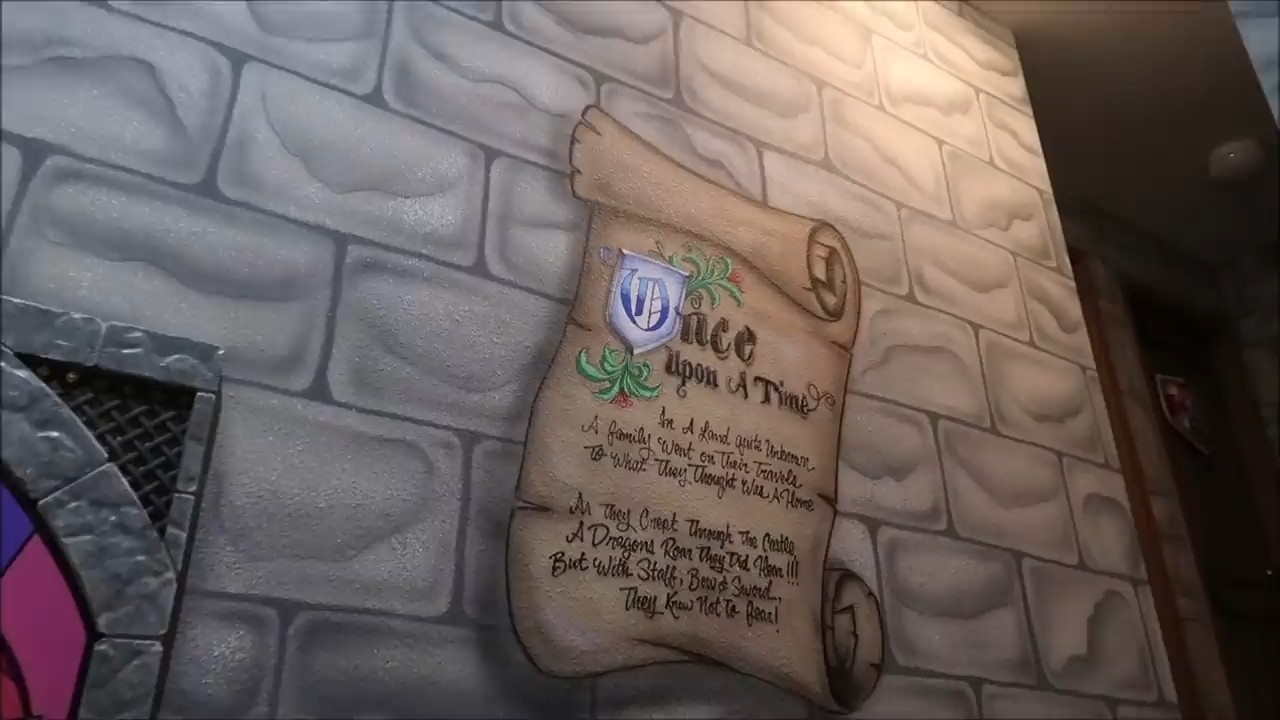 Once
Upon A Time
In A Land quite Unknown
A family Went on Their Travels
To What They Thought Was A Home
As They Crept Through The Castle
A Dragons Roar They Did Hear!!!
But With Staff, Bow & Sword,
They Knew Not to fear!